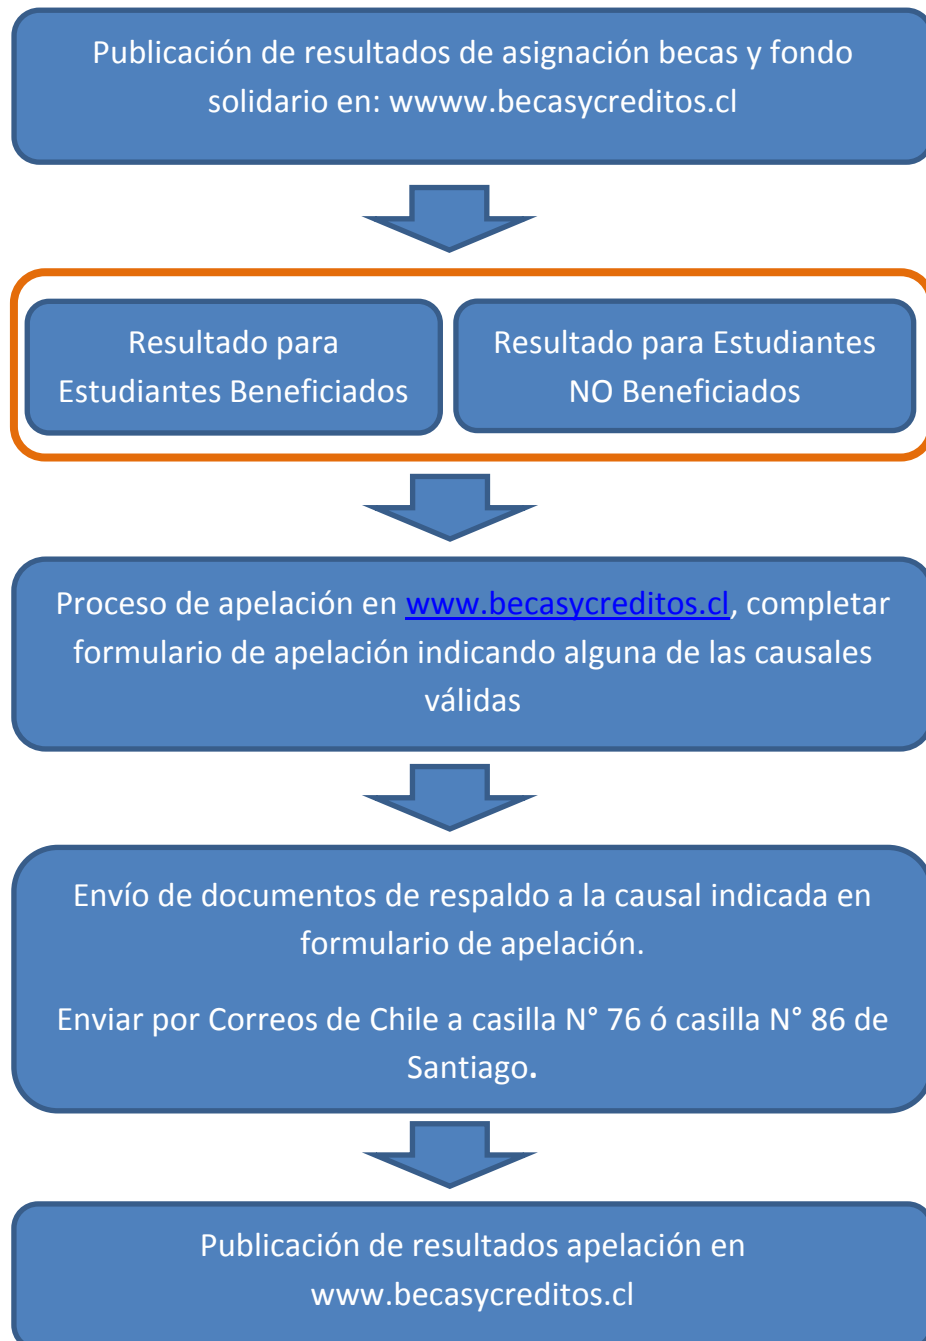 Publicación de resultados de asignación becas y fondo
solidario en: wwww.becasycreditos.cl
Resultado para
Estudiantes Beneficiados
Resultado para Estudiantes
NO Beneficiados
Proceso de apelación en www.becasycreditos.cl, completar
formulario de apelación indicando alguna de las causales
válidas
Envío de documentos de respaldo a la causal indicada en
formulario de apelación.
Enviar por Correos de Chile a casilla N° 76 ó casilla N° 86 de
Santiago.
Publicación de resultados apelación en
www.becasycreditos.cl